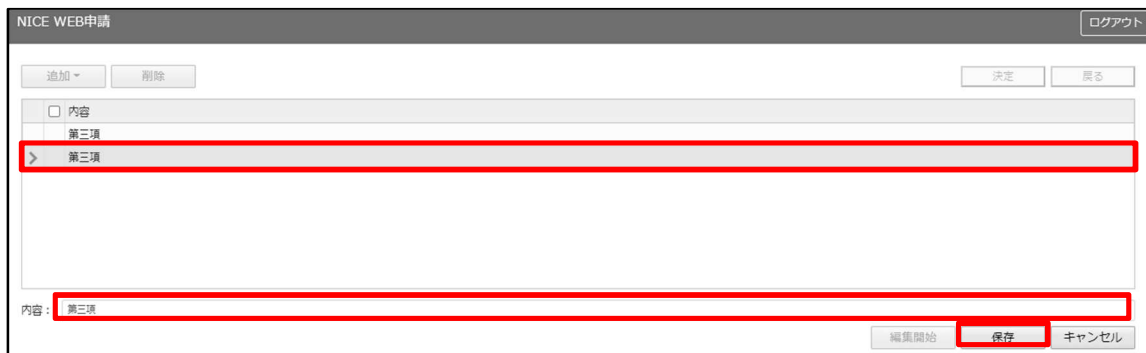 NICE WEB申請 ログアウト
追加 削除 決定 戻る
内容
第三項
第三項
内容： 第三項
編集開始 保存 キャンセル